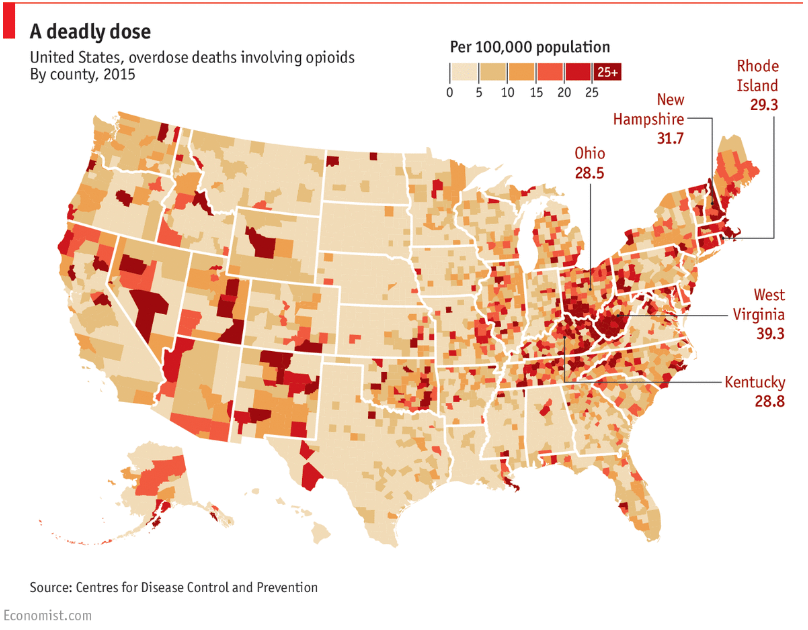 A deadly dose
United States, overdose deaths involving opioids
By county, 2015
Per 100,000 population
0 5 10 15 20 25
25+
Rhode
Island
29.3
New
Hampshire
31.7
Ohio
28.5
West
Virginia
39.3
Kentucky
28.8
Source: Centres for Disease Control and Prevention
Economist.com